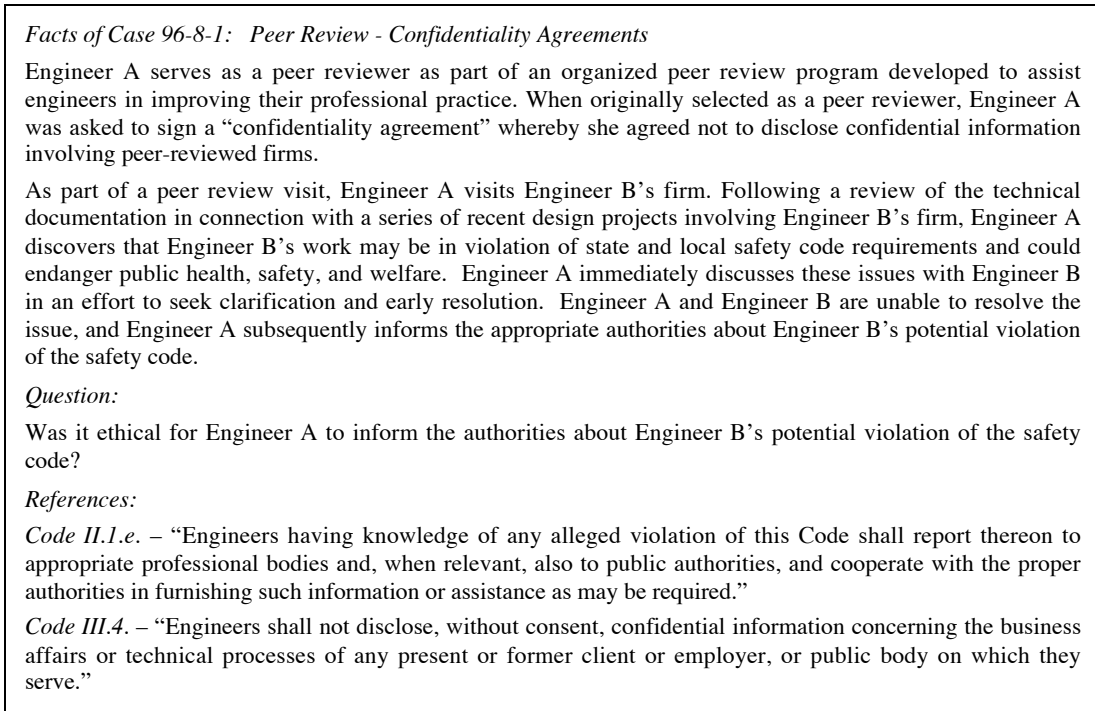 Facts of Case 96-8-1: Peer Review - Confidentiality Agreements
Engineer A serves as a peer reviewer as part of an organized peer review program developed to assist
engineers in improving their professional practice. When originally selected as a peer reviewer, Engineer A
was asked to sign a “confidentiality agreement” whereby she agreed not to disclose confidential information
involving peer-reviewed firms.
As part of a peer review visit, Engineer A visits Engineer B’s firm. Following a review of the technical
documentation in connection with a series of recent design projects involving Engineer B’s firm, Engineer A
discovers that Engineer B’s work may be in violation of state and local safety code requirements and could
endanger public health, safety, and welfare. Engineer A immediately discusses these issues with Engineer B
in an effort to seek clarification and early resolution. Engineer A and Engineer B are unable to resolve the
issue, and Engineer A subsequently informs the appropriate authorities about Engineer B’s potential violation
of the safety code.
Question:
Was it ethical for Engineer A to inform the authorities about Engineer B’s potential violation of the safety
code?
References:
Code II.1.e. – “Engineers having knowledge of any alleged violation of this Code shall report thereon to
appropriate professional bodies and, when relevant, also to public authorities, and cooperate with the proper
authorities in furnishing such information or assistance as may be required.”
Code III.4. – “Engineers shall not disclose, without consent, confidential information concerning the business
affairs or technical processes of any present or former client or employer, or public body on which they
serve.”